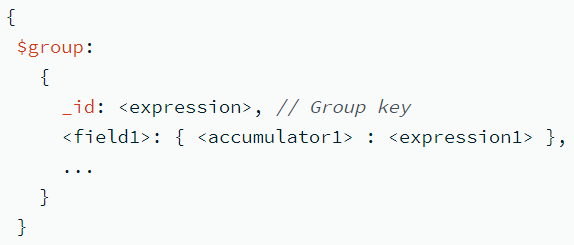 {
$group:
{
_id: <expression>, // Group key
<field1>: { <accumulator1> : <expression1> },
...
}
}